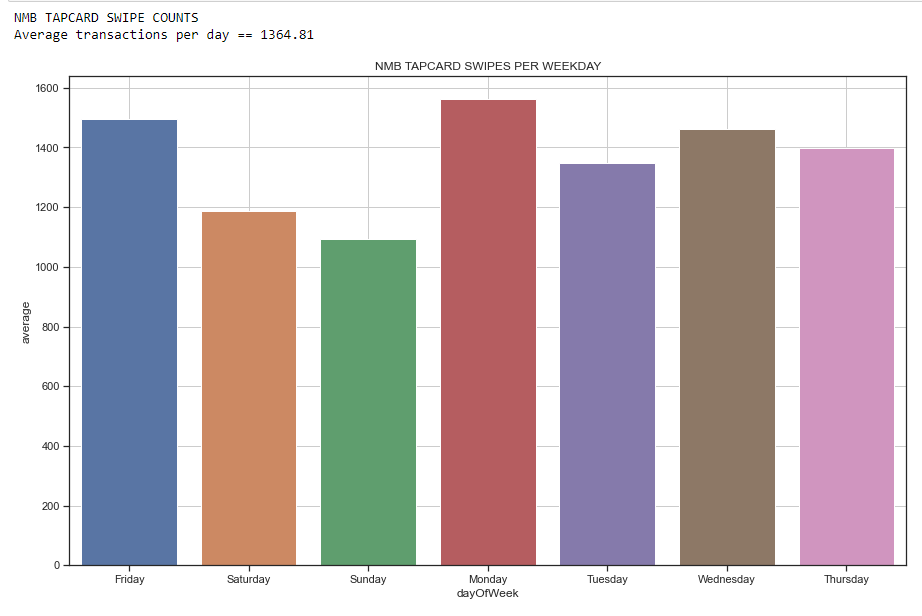 NMB TAPCARD SWIPE COUNTS
Average transactions per day == 1364.81
NMB TAPCARD SWIPES PER WEEKDAY
1600
1400
1200
1000
800
600
400
200
0
average
Friday Saturday Sunday Monday Tuesday Wednesday Thursday
dayOfWeek